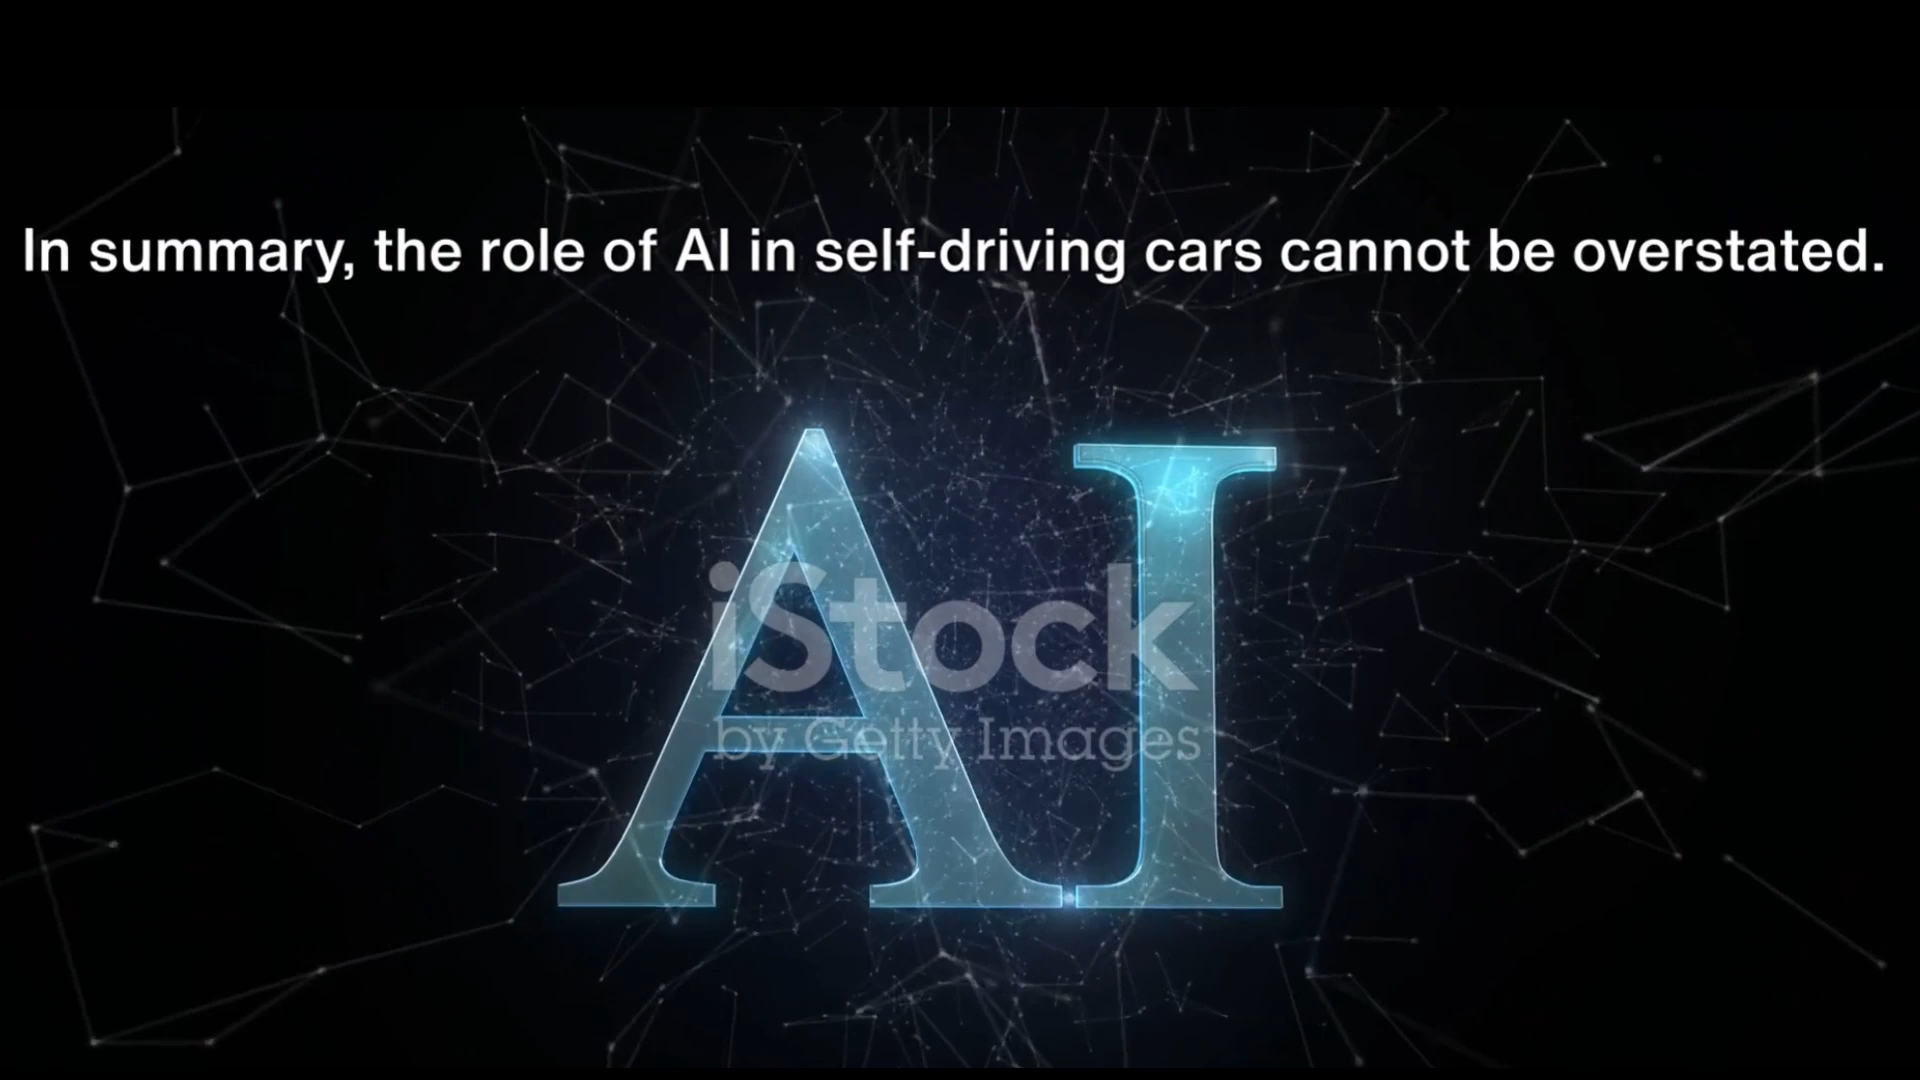 In summary, the role of AI in self-driving cars cannot be overstated.
AI
iStock
by Getty Images